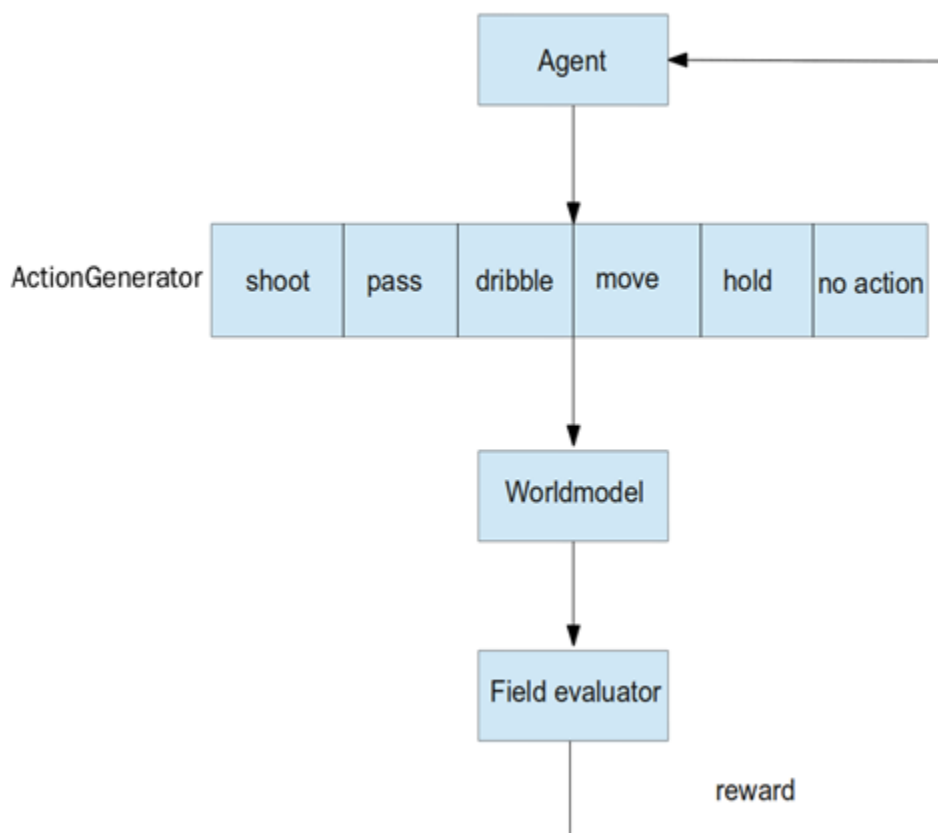 Agent
ActionGenerator
shoot
pass
dribble
move
hold
no action
Worldmodel
Field evaluator
reward